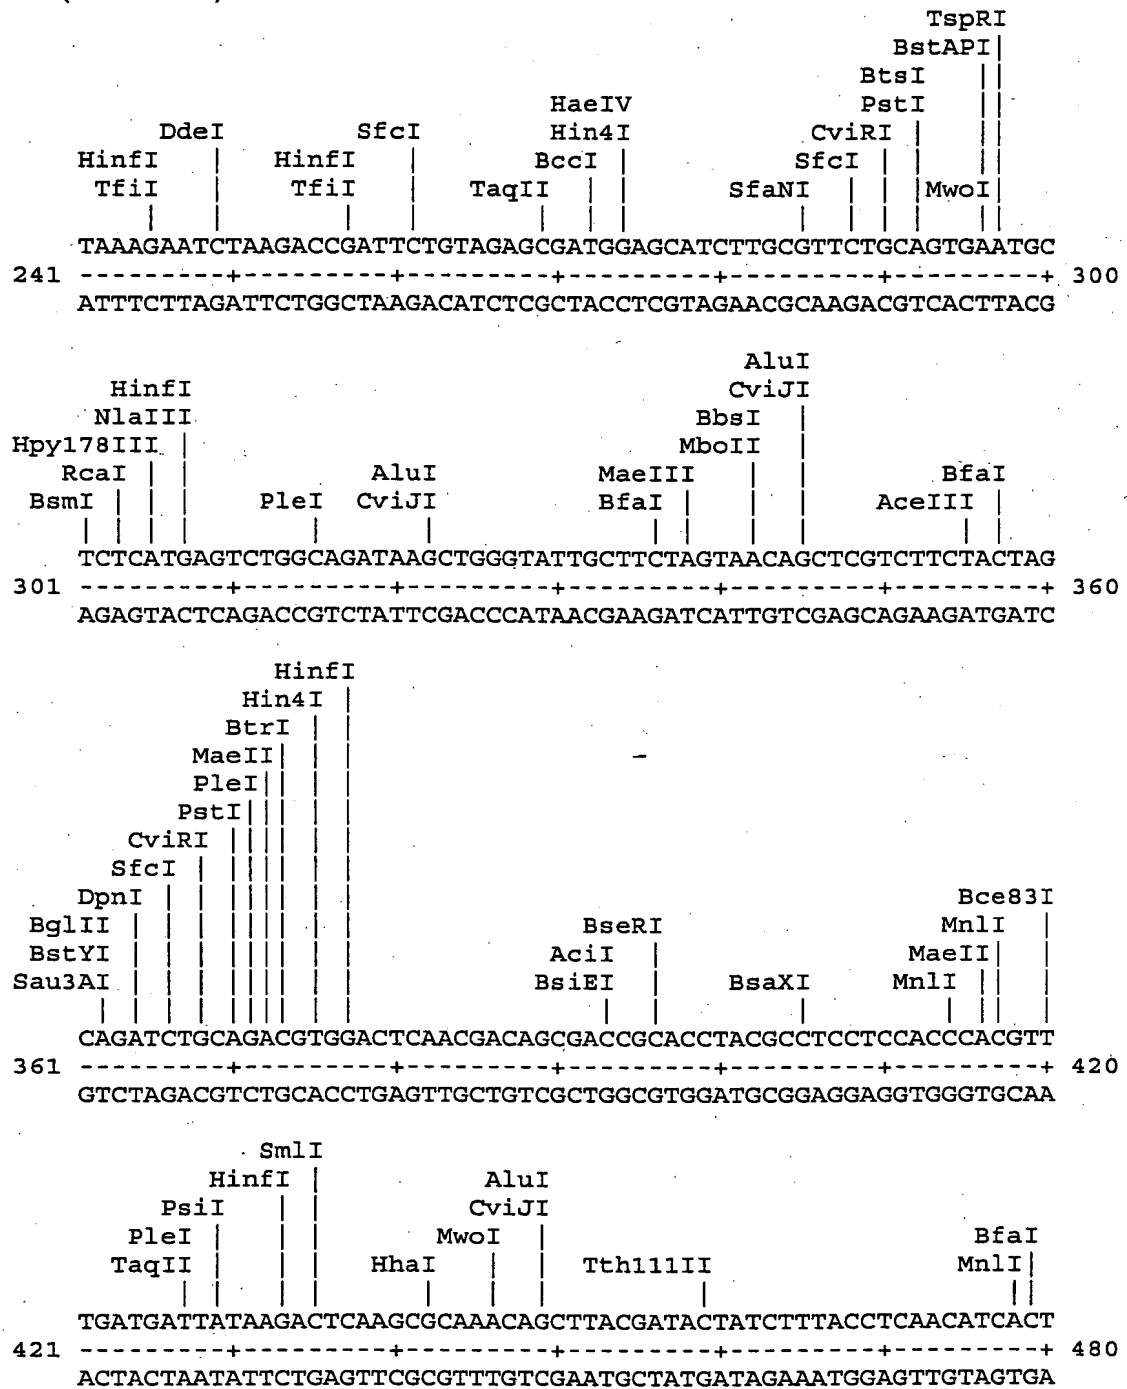 TspRI
BstAPI
BtsI
HaeIV PstI
DdeI SfcI Hin4I CviRI
HinfI HinfI BccI SfcI
TfiI TfiI TaqII SfaNI MwoI
TAAAGAATCTAAGACCGATTCTGTAGAGCGATGGAGCATCTTGCGTTCTGCAGTGAATGC
241 ---------+---------+---------+---------+---------+---------+ 300
ATTTCTTAGATTCTGGCTAAGACATCTCGCTACCTCGTAGAACGCAAGACGTCACTTACG
AluI
HinfI CviJI
NlaIII BbsI
Hpy178III MboII
RcaI AluI MaeIII BfaI
BsmI PleI CviJI BfaI AceIII
TCTCATGAGTCTGGCAGATAAGCTGGGTATTGCTTCTAGTAACAGCTCGTCTTCTACTAG
301 ---------+---------+---------+---------+---------+---------+ 360
AGAGTACTCAGACCGTCTATTCGACCCATAACGAAGATCATTGTCGAGCAGAAGATGATC
HinfI
Hin4I
BtrI
MaeII
PleI
PstI
CviRI
SfcI
DpnI Bce83I
BglII BseRI MnlI
BstYI AciI MaeII
Sau3AI BsiEI BsaXI MnlI
CAGATCTGCAGACGTGGACTCAACGACAGCGACCGCACCTACGCCTCCTCCACCCACGTT
361 ---------+---------+---------+---------+---------+---------+ 420
GTCTAGACGTCTGCACCTGAGTTGCTGTCGCTGGCGTGGATGCGGAGGAGGTGGGTGCAA
SmlI
HinfI AluI
PsiI CviJI
PleI MwoI BfaI
TaqII HhaI Tth111II MnlI
TGATGATTATAAGACTCAAGCGCAAACAGCTTACGATACTATCTTTACCTCAACATCACT
421 ---------+---------+---------+---------+---------+---------+ 480
ACTACTAATATTCTGAGTTCGCGTTTGTCGAATGCTATGATAGAAATGGAGTTGTAGTGA